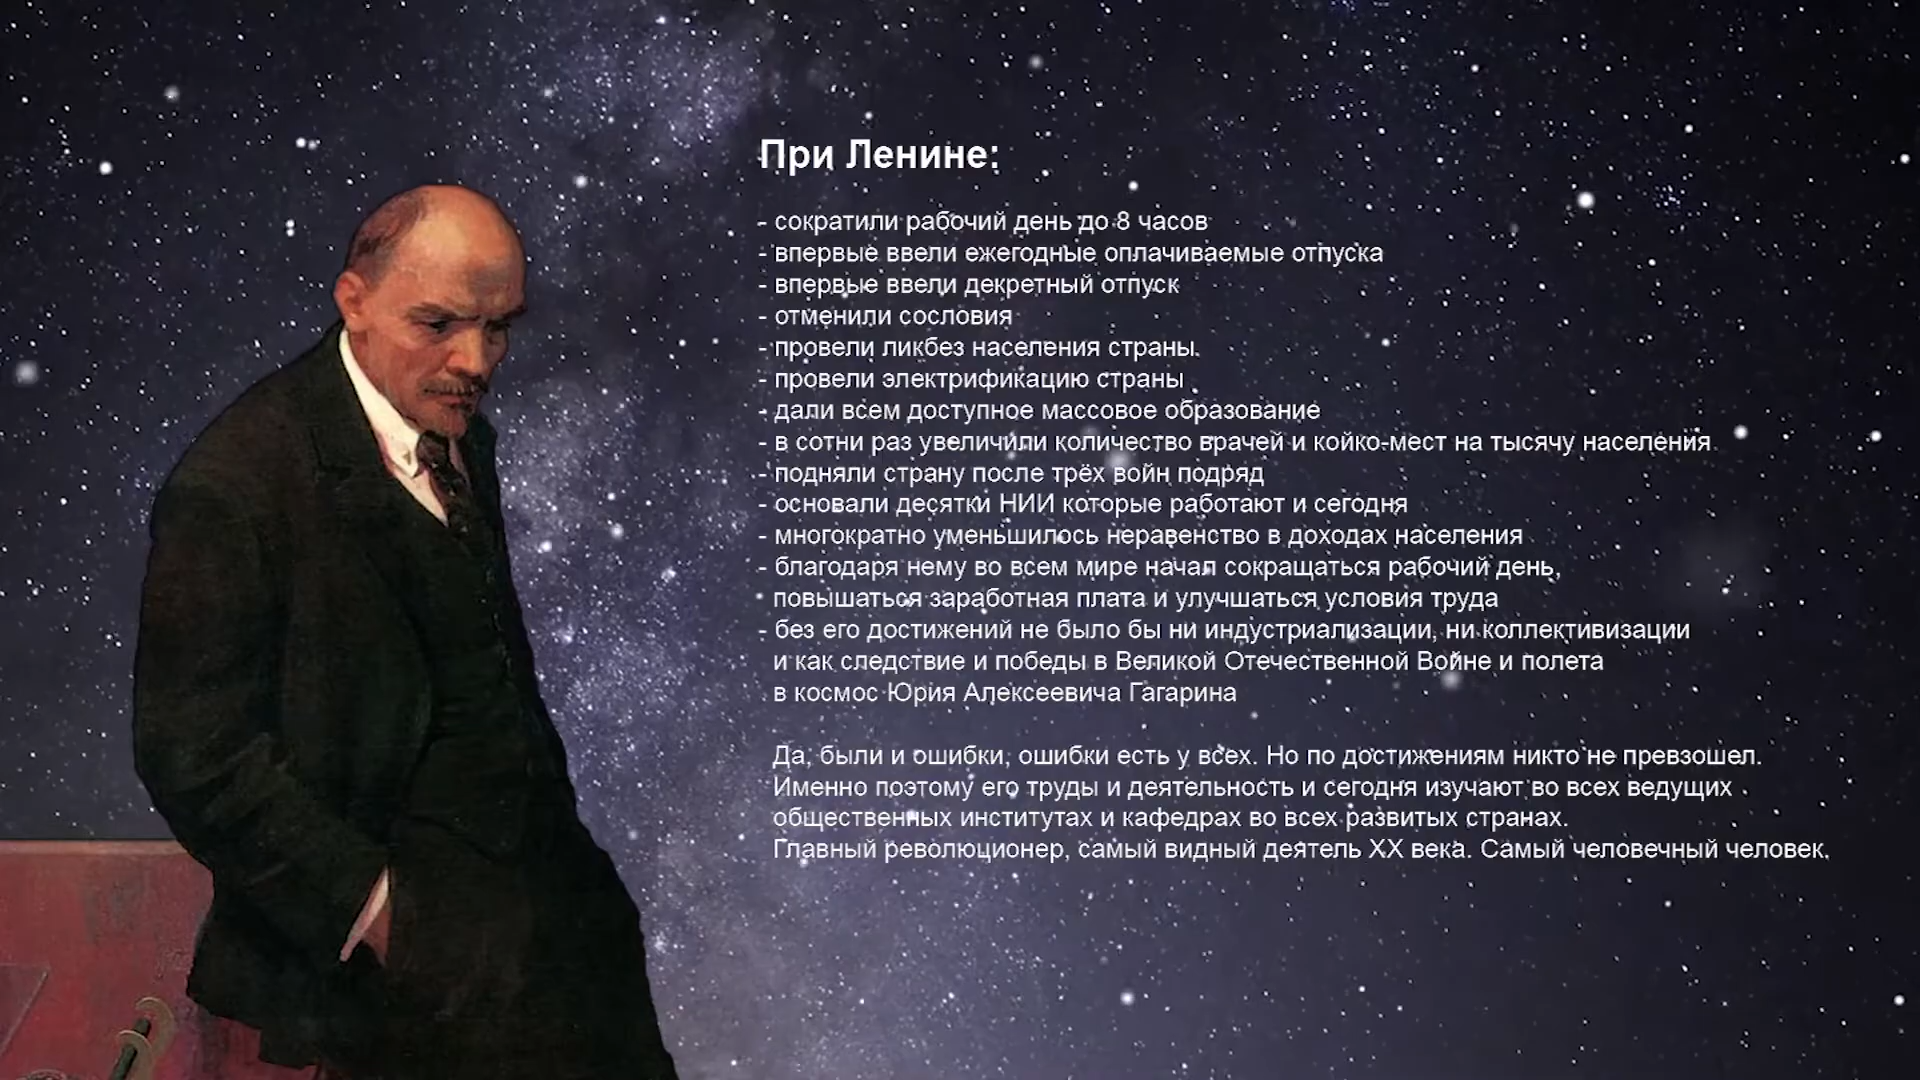 При Ленине:
- сократили рабочий день до 8 часов
- впервые ввели ежегодные оплачиваемые отпуска
- впервые ввели декретный отпуск
- отменили сословия
- провели ликбез населения страны.
- провели электрификацию страны
- дали всем доступное массовое образование
- в сотни раз увеличили количество врачей и койко-мест на тысячу населения
- подняли страну после трёх войн подряд
- основали десятки НИИ которые работают и сегодня
- многократно уменьшилось неравенство в доходах населения
- благодаря нему во всем мире начал сокращаться рабочий день,
повышаться заработная плата и улучшаться условия труда
- без его достижений не было бы ни индустриализации, ни коллективизации
и как следствие и победы в Великой Отечественной Войне и полета
в космос Юрия Алексеевича Гагарина
Да, были и ошибки, ошибки есть у всех. Но по достижениям никто не превзошел.
Именно поэтому его труды и деятельность и сегодня изучают во всех ведущих
общественных институтах и кафедрах во всех развитых странах.
Главный революционер, самый видный деятель XX века. Самый человечный человек.